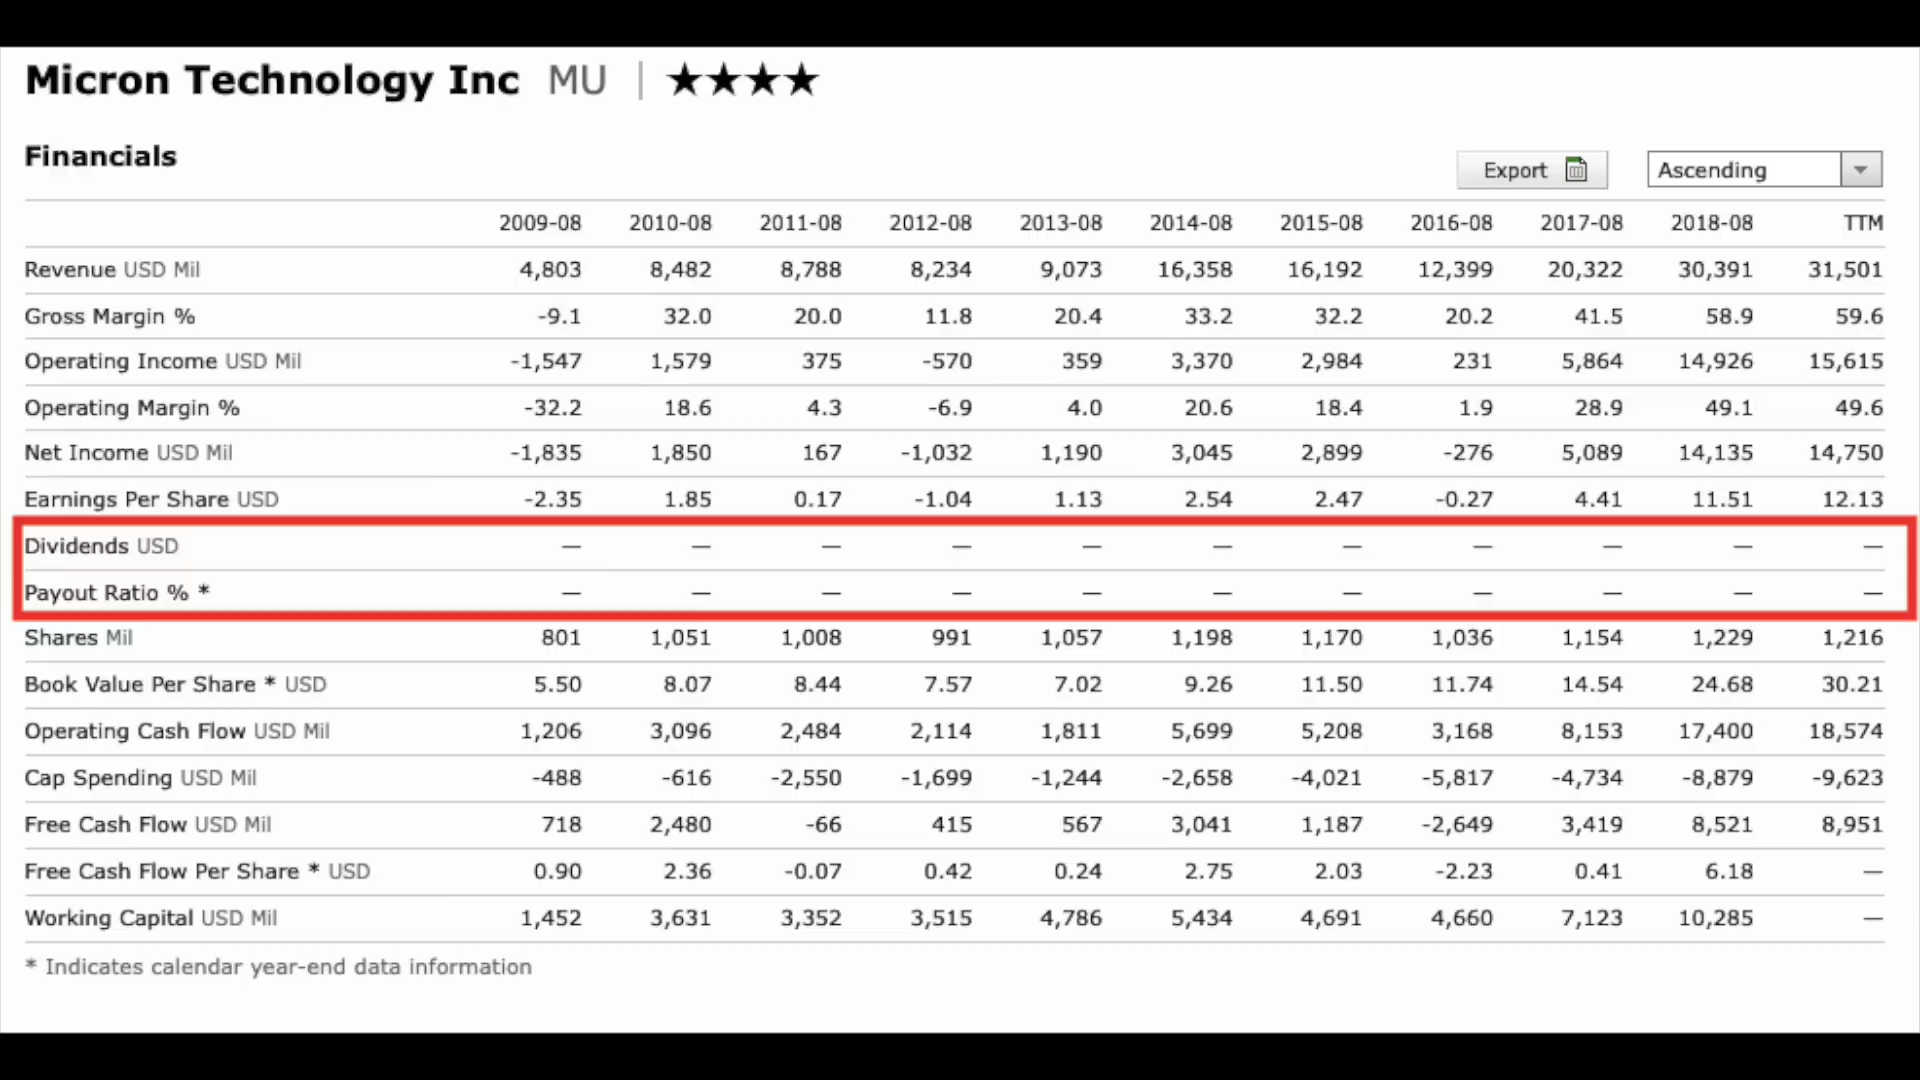 Micron Technology Inc MU | ★★★★
Financials
Export Ascending
2009-08 2010-08 2011-08 2012-08 2013-08 2014-08 2015-08 2016-08 2017-08 2018-08 TTM
Revenue USD Mil 4,803 8,482 8,788 8,234 9,073 16,358 16,192 12,399 20,322 30,391 31,501
Gross Margin % -9.1 32.0 20.0 11.8 20.4 33.2 32.2 20.2 41.5 58.9 59.6
Operating Income USD Mil -1,547 1,579 375 -570 359 3,370 2,984 231 5,864 14,926 15,615
Operating Margin % -32.2 18.6 4.3 -6.9 4.0 20.6 18.4 1.9 28.9 49.1 49.6
Net Income USD Mil -1,835 1,850 167 -1,032 1,190 3,045 2,899 -276 5,089 14,135 14,750
Earnings Per Share USD -2.35 1.85 0.17 -1.04 1.13 2.54 2.47 -0.27 4.41 11.51 12.13
Dividends USD — — — — — — — — — — —
Payout Ratio % * — — — — — — — — — — —
Shares Mil 801 1,051 1,008 991 1,057 1,198 1,170 1,036 1,154 1,229 1,216
Book Value Per Share * USD 5.50 8.07 8.44 7.57 7.02 9.26 11.50 11.74 14.54 24.68 30.21
Operating Cash Flow USD Mil 1,206 3,096 2,484 2,114 1,811 5,699 5,208 3,168 8,153 17,400 18,574
Cap Spending USD Mil -488 -616 -2,550 -1,699 -1,244 -2,658 -4,021 -5,817 -4,734 -8,879 -9,623
Free Cash Flow USD Mil 718 2,480 -66 415 567 3,041 1,187 -2,649 3,419 8,521 8,951
Free Cash Flow Per Share * USD 0.90 2.36 -0.07 0.42 0.24 2.75 2.03 -2.23 0.41 6.18 —
Working Capital USD Mil 1,452 3,631 3,352 3,515 4,786 5,434 4,691 4,660 7,123 10,285 —
* Indicates calendar year-end data information